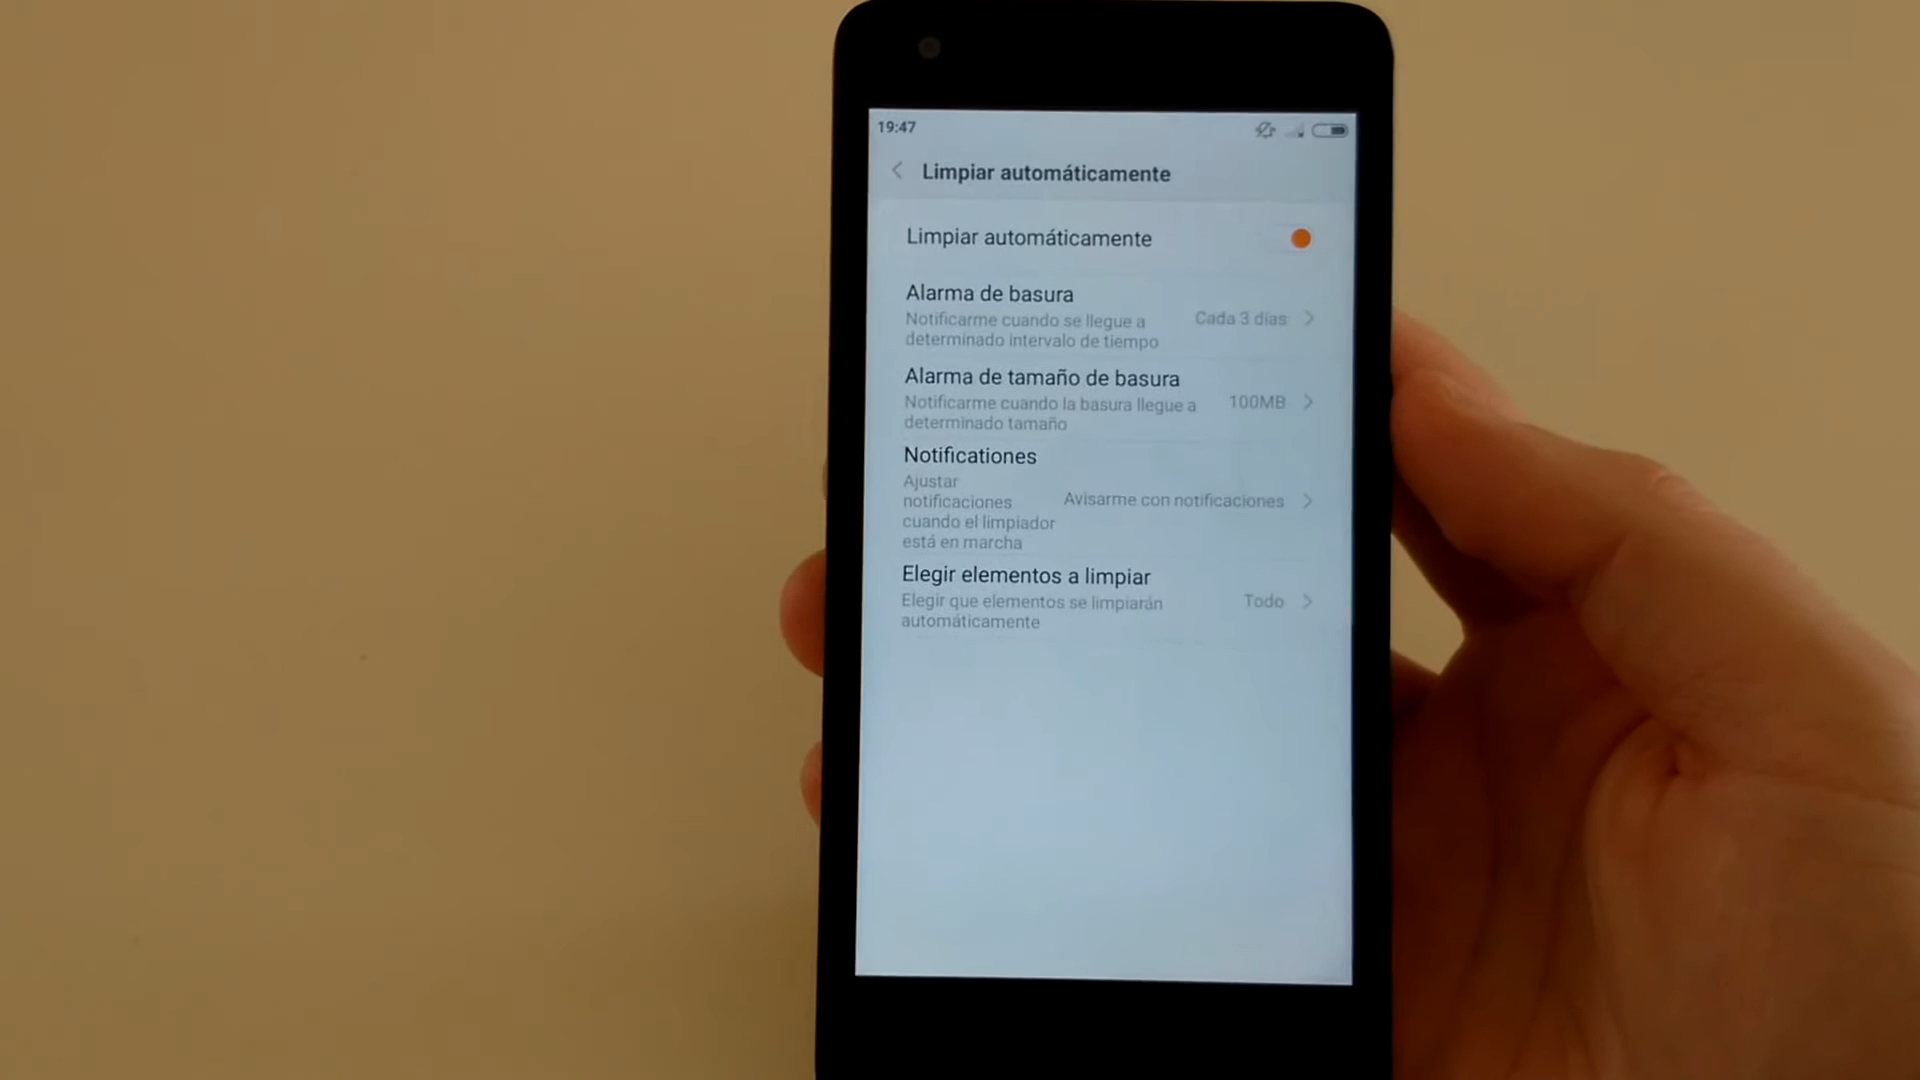 19:47
Limpiar automáticamente
Limpiar automáticamente
Alarma de basura
Notificarme cuando se llegue a
determinado intervalo de tiempo
Cada 3 días
Alarma de tamaño de basura
Notificarme cuando la basura llegue a
determinado tamaño
100MB
Notificationes
Ajustar
notificaciones
cuando el limpiador
está en marcha
Avisarme con notificaciones
Elegir elementos a limpiar
Elegir que elementos se limpiarán
automáticamente
Todo